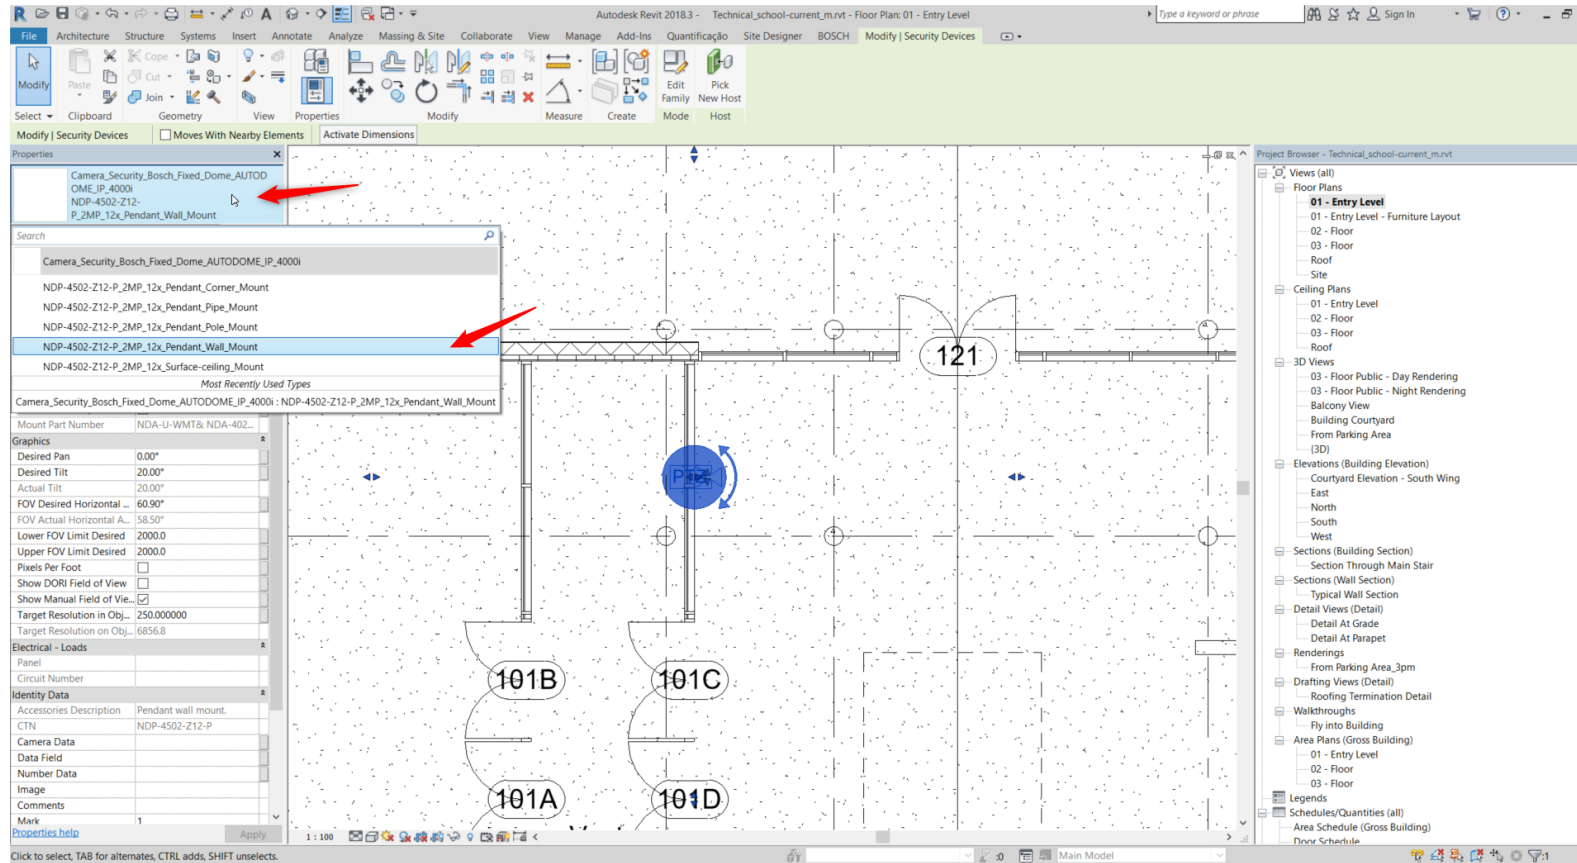 Autodesk Revit 2018.3 - Technical_school-current_m.rvt - Floor Plan: 01 - Entry Level
Type a keyword or phrase
Sign In
File Architecture Structure Systems Insert Annotate Analyze Massing & Site Collaborate View Manage Add-Ins Quantificação Site Designer BOSCH Modify | Security Devices
Modify
Paste
Cope
Cut
Join
Edit Family
Pick New Host
Select Clipboard Geometry View Properties Modify Measure Create Mode Host
Modify | Security Devices Moves With Nearby Elements Activate Dimensions
Properties
Camera_Security_Bosch_Fixed_Dome_AUTOD
OME_IP_4000i
NDP-4502-Z12-
P_2MP_12x_Pendant_Wall_Mount
Search
Camera_Security_Bosch_Fixed_Dome_AUTODOME_IP_4000i
NDP-4502-Z12-P_2MP_12x_Pendant_Corner_Mount
NDP-4502-Z12-P_2MP_12x_Pendant_Pipe_Mount
NDP-4502-Z12-P_2MP_12x_Pendant_Pole_Mount
NDP-4502-Z12-P_2MP_12x_Pendant_Wall_Mount
NDP-4502-Z12-P_2MP_12x_Surface-ceiling_Mount
Most Recently Used Types
Camera_Security_Bosch_Fixed_Dome_AUTODOME_IP_4000i : NDP-4502-Z12-P_2MP_12x_Pendant_Wall_Mount
Mount Part Number NDA-U-WMT& NDA-402...
Graphics
Desired Pan 0.00°
Desired Tilt 20.00°
Actual Tilt 20.00°
FOV Desired Horizontal ... 60.90°
FOV Actual Horizontal A... 58.50°
Lower FOV Limit Desired 2000.0
Upper FOV Limit Desired 2000.0
Pixels Per Foot
Show DORI Field of View
Show Manual Field of Vie...
Target Resolution in Obj... 250.000000
Target Resolution on Obj... 6856.8
Electrical - Loads
Panel
Circuit Number
Identity Data
Accessories Description Pendant wall mount.
CTN NDP-4502-Z12-P
Camera Data
Data Field
Number Data
Image
Comments
Mark 1
Properties help Apply
121
PTZ
101B
101C
101A
101D
1 : 100
Project Browser - Technical_school-current_m.rvt
Views (all)
Floor Plans
01 - Entry Level
01 - Entry Level - Furniture Layout
02 - Floor
03 - Floor
Roof
Site
Ceiling Plans
01 - Entry Level
02 - Floor
03 - Floor
Roof
3D Views
03 - Floor Public - Day Rendering
03 - Floor Public - Night Rendering
Balcony View
Building Courtyard
From Parking Area
{3D}
Elevations (Building Elevation)
Courtyard Elevation - South Wing
East
North
South
West
Sections (Building Section)
Section Through Main Stair
Sections (Wall Section)
Typical Wall Section
Detail Views (Detail)
Detail At Grade
Detail At Parapet
Renderings
From Parking Area_3pm
Drafting Views (Detail)
Roofing Termination Detail
Walkthroughs
Fly into Building
Area Plans (Gross Building)
01 - Entry Level
02 - Floor
03 - Floor
Legends
Schedules/Quantities (all)
Area Schedule (Gross Building)
Door Schedule
Click to select, TAB for alternates, CTRL adds, SHIFT unselects.
:0
Main Model
:1